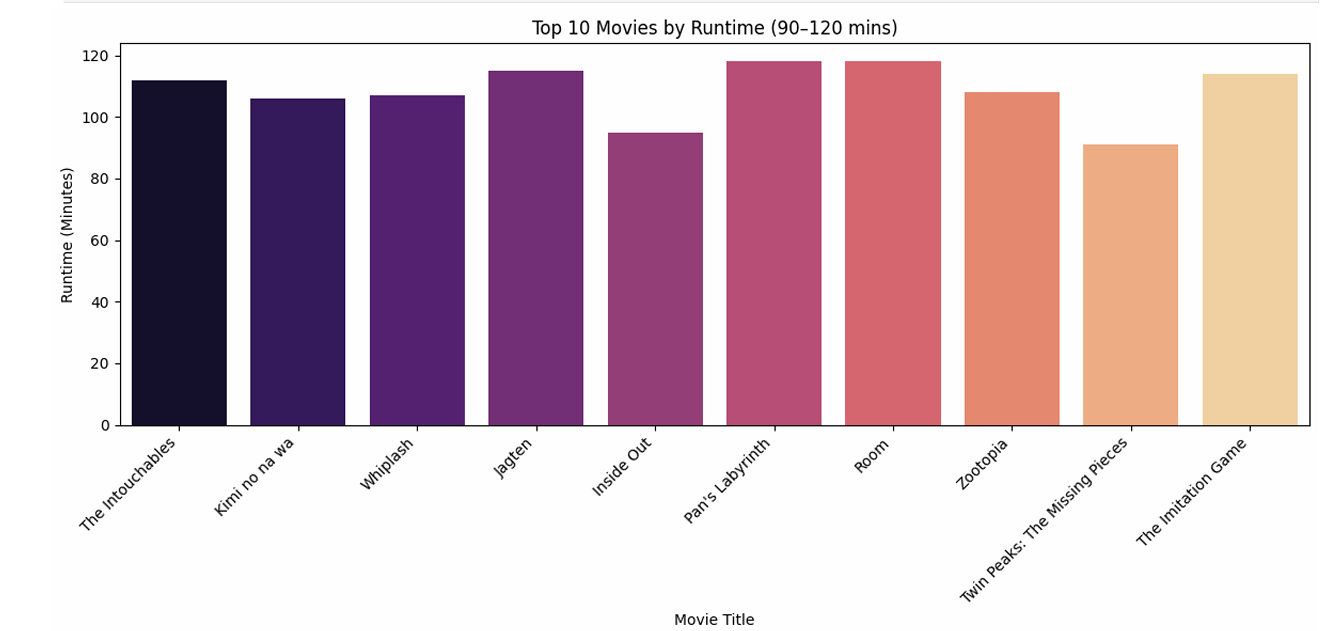 Top 10 Movies by Runtime (90–120 mins)
Runtime (Minutes)
120
100
80
60
40
20
0
The Intouchables
Kimi no na wa
Whiplash
Jagten
Inside Out
Pan's Labyrinth
Room
Zootopia
Twin Peaks: The Missing Pieces
The Imitation Game
Movie Title